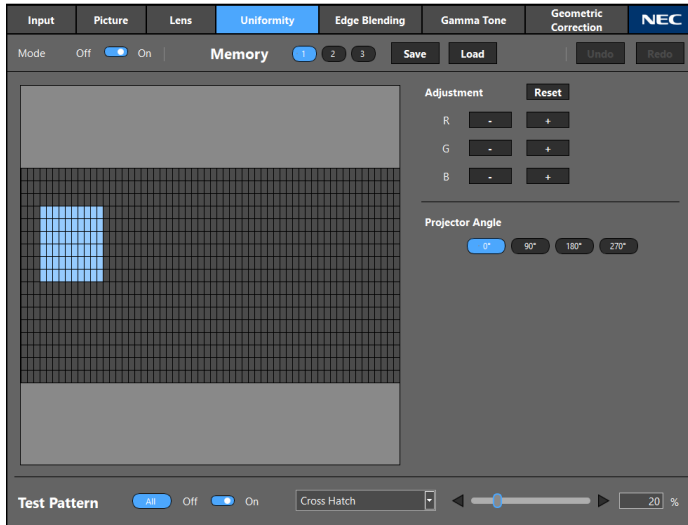 Input Picture Lens Uniformity Edge Blending Gamma Tone Geometric Correction NEC
Mode Off On Memory 1 2 3 Save Load Undo Redo
Adjustment Reset
R - +
G - +
B - +
Projector Angle
0° 90° 180° 270°
Test Pattern All Off On Cross Hatch 20 %